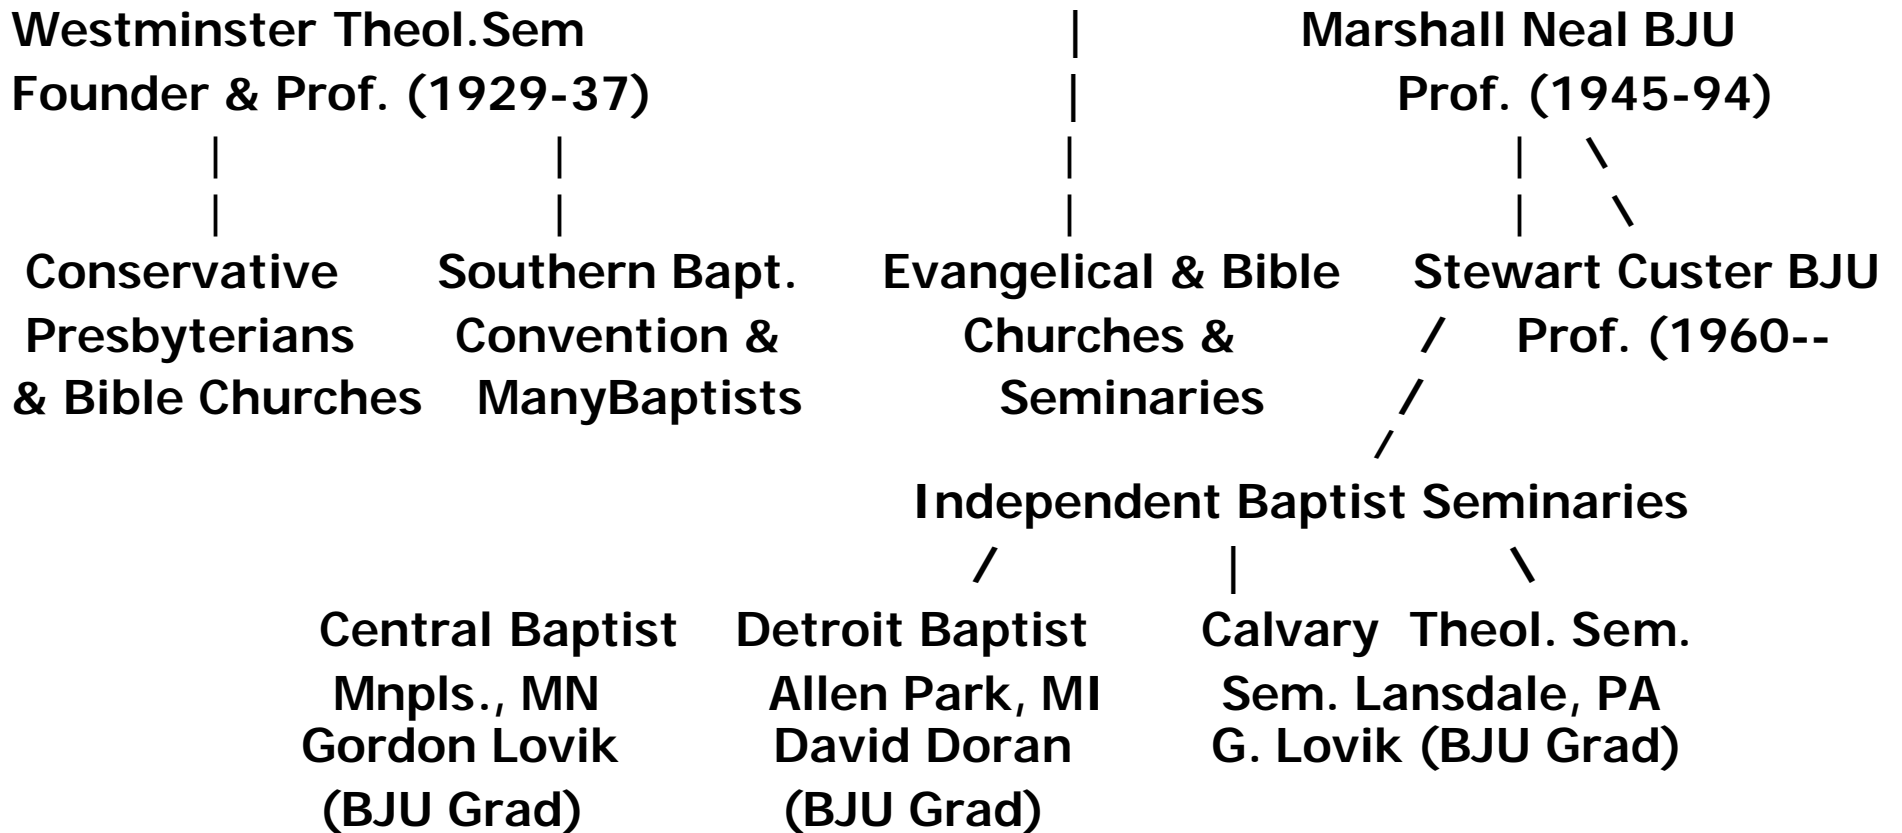 Westminster Theol.Sem | Marshall Neal BJU
Founder & Prof. (1929-37) | Prof. (1945-94)
| | | | \
| | | | \
Conservative Southern Bapt. Evangelical & Bible Stewart Custer BJU
Presbyterians Convention & Churches & / Prof. (1960--
& Bible Churches ManyBaptists Seminaries /
/
Independent Baptist Seminaries
/ | \
Central Baptist Detroit Baptist Calvary Theol. Sem.
Mnpls., MN Allen Park, MI Sem. Lansdale, PA
Gordon Lovik David Doran G. Lovik (BJU Grad)
(BJU Grad) (BJU Grad)